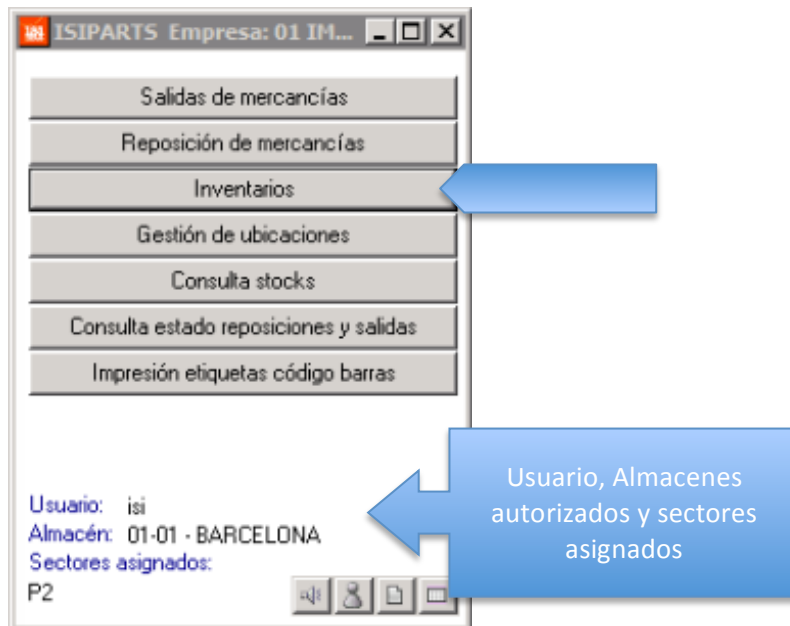 ISIPARTS Empresa: 01 IM...
Salidas de mercancías
Reposición de mercancías
Inventarios
Gestión de ubicaciones
Consulta stocks
Consulta estado reposiciones y salidas
Impresión etiquetas código barras
Usuario: isi
Almacén: 01-01 - BARCELONA
Sectores asignados:
P2
Usuario, Almacenes
autorizados y sectores
asignados